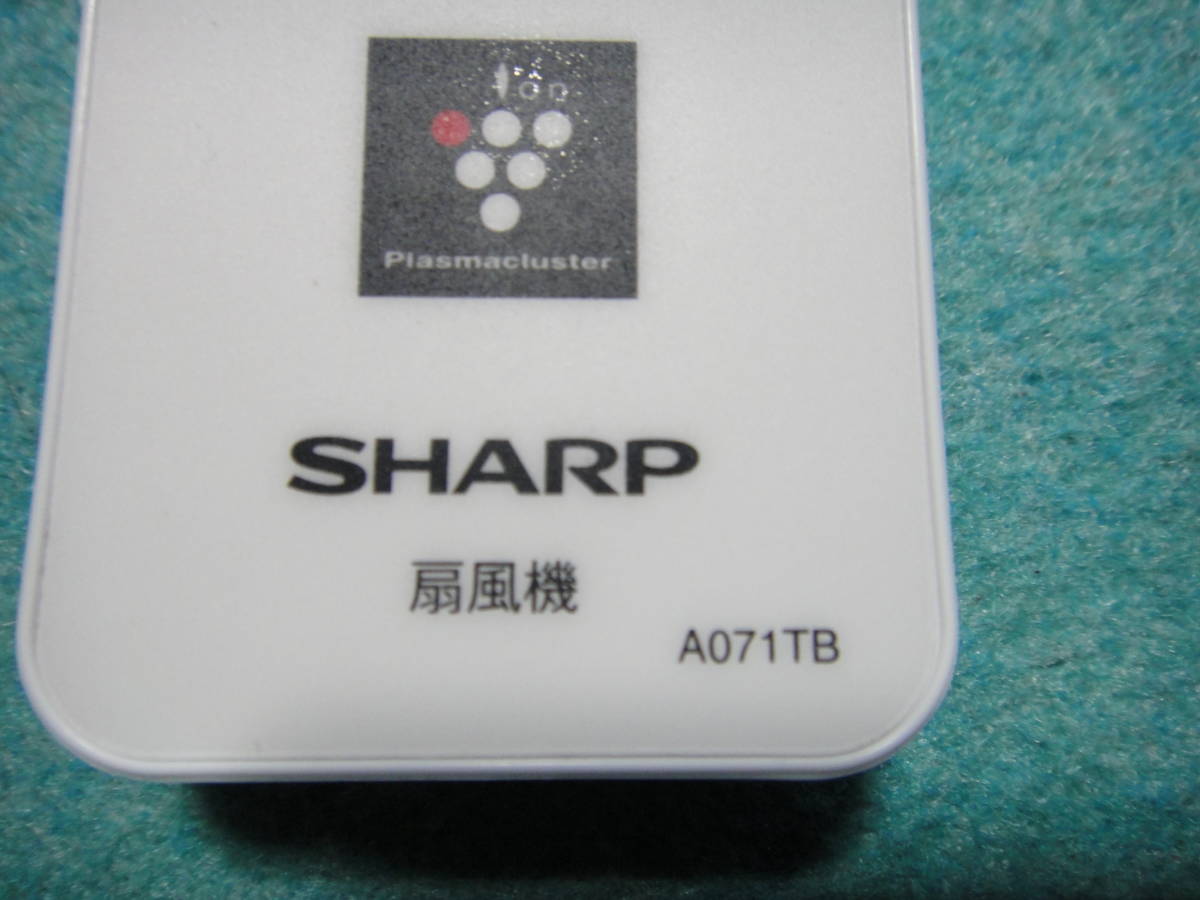 Ion
Plasmacluster
SHARP
扇風機
A071TB